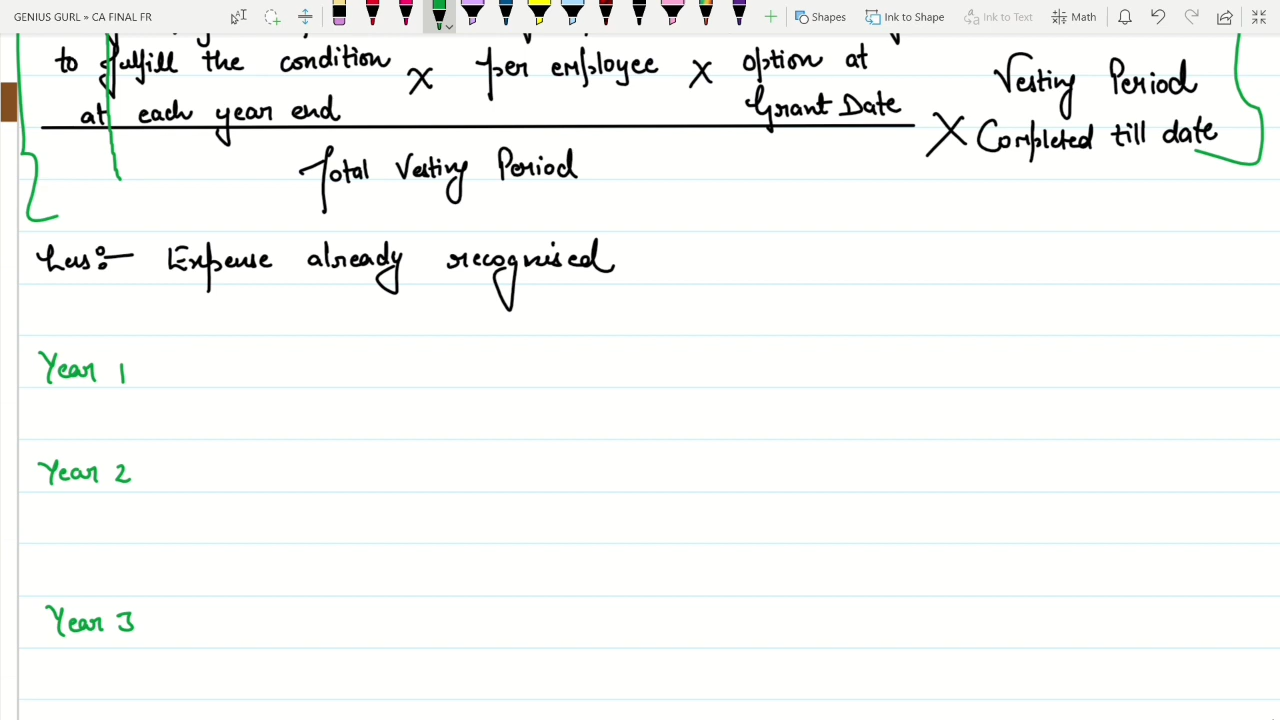 GENIUS GURL » CA FINAL FR
Shapes
Ink to Shape
Ink to Text
Math
to fulfill the condition X per employee X option at
at each year end Grant Date
Vesting Period
X Completed till date
Total Vesting Period
Less:- Expense already recognised
Year 1
Year 2
Year 3